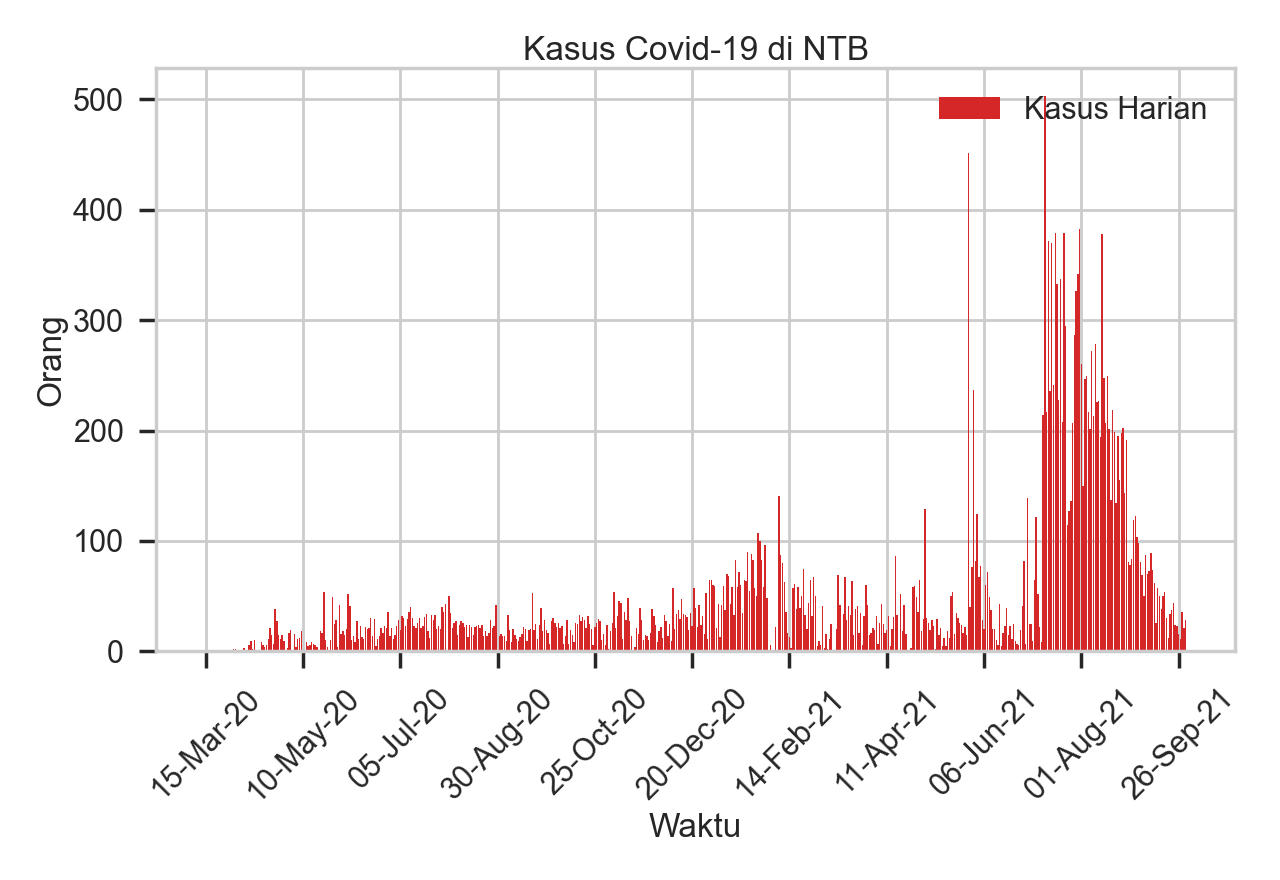 Kasus Covid-19 di NTB
Kasus Harian
500
400
300
200
100
0
Orang
15-Mar-20
10-May-20
05-Jul-20
30-Aug-20
25-Oct-20
20-Dec-20
14-Feb-21
11-Apr-21
06-Jun-21
01-Aug-21
26-Sep-21
Waktu